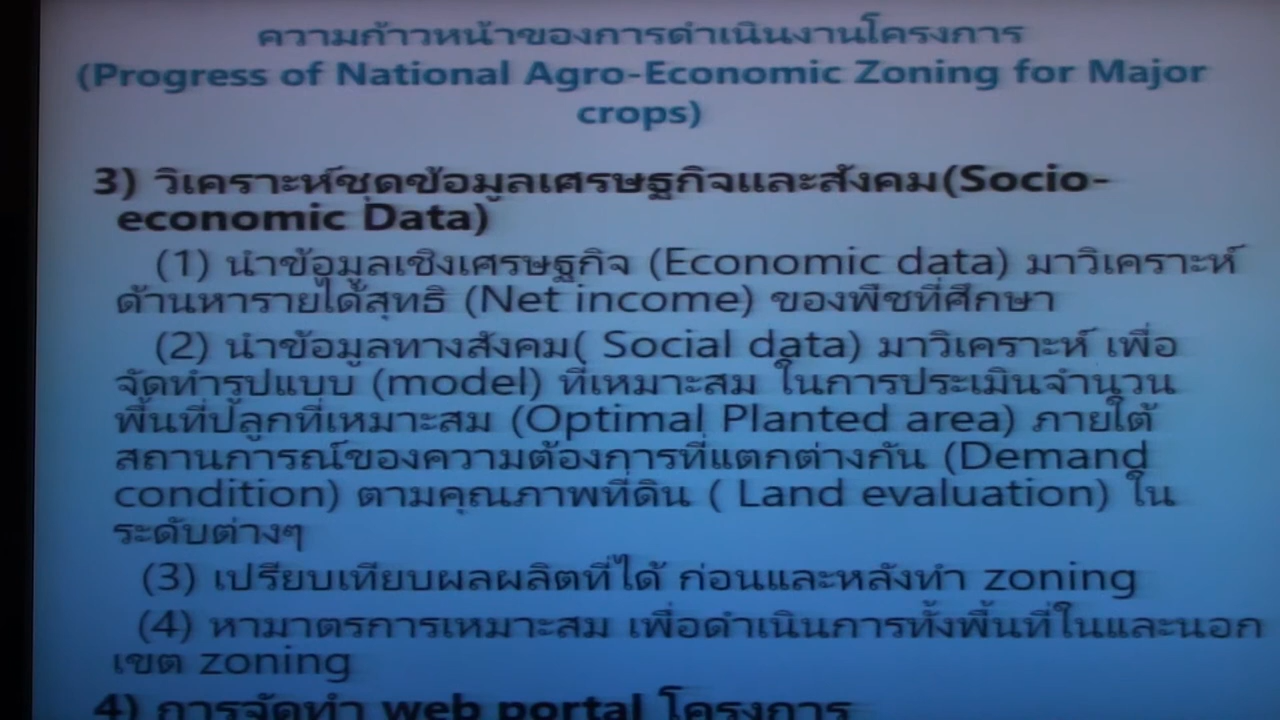 ความก้าวหน้าของการดำเนินงานโครงการ
(Progress of National Agro-Economic Zoning for Major
crops)
3) วิเคราะห์ชุดข้อมูลเศรษฐกิจและสังคม(Socio-
economic Data)
(1) นำข้อมูลเชิงเศรษฐกิจ (Economic data) มาวิเคราะห์
ด้านหารายได้สุทธิ (Net income) ของพืชที่ศึกษา
(2) นำข้อมูลทางสังคม( Social data) มาวิเคราะห์ เพื่อ
จัดทำรูปแบบ (model) ที่เหมาะสม ในการประเมินจำนวน
พื้นที่ปลูกที่เหมาะสม (Optimal Planted area) ภายใต้
สถานการณ์ของความต้องการที่แตกต่างกัน (Demand
condition) ตามคุณภาพที่ดิน ( Land evaluation) ใน
ระดับต่างๆ
(3) เปรียบเทียบผลผลิตที่ได้ ก่อนและหลังทำ zoning
(4) หามาตรการเหมาะสม เพื่อดำเนินการทั้งพื้นที่ในและนอก
เขต zoning
4) การจัดทำ web portal โครงการ